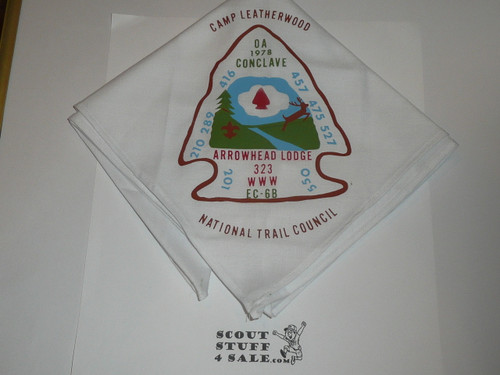 CAMP LEATHERWOOD
OA
1978
CONCLAVE
416
457
289
475
210
527
ARROWHEAD LODGE
323
201
550
WWW
EC-6B
NATIONAL TRAIL COUNCIL
SCOUT
STUFF
4 SALE.com